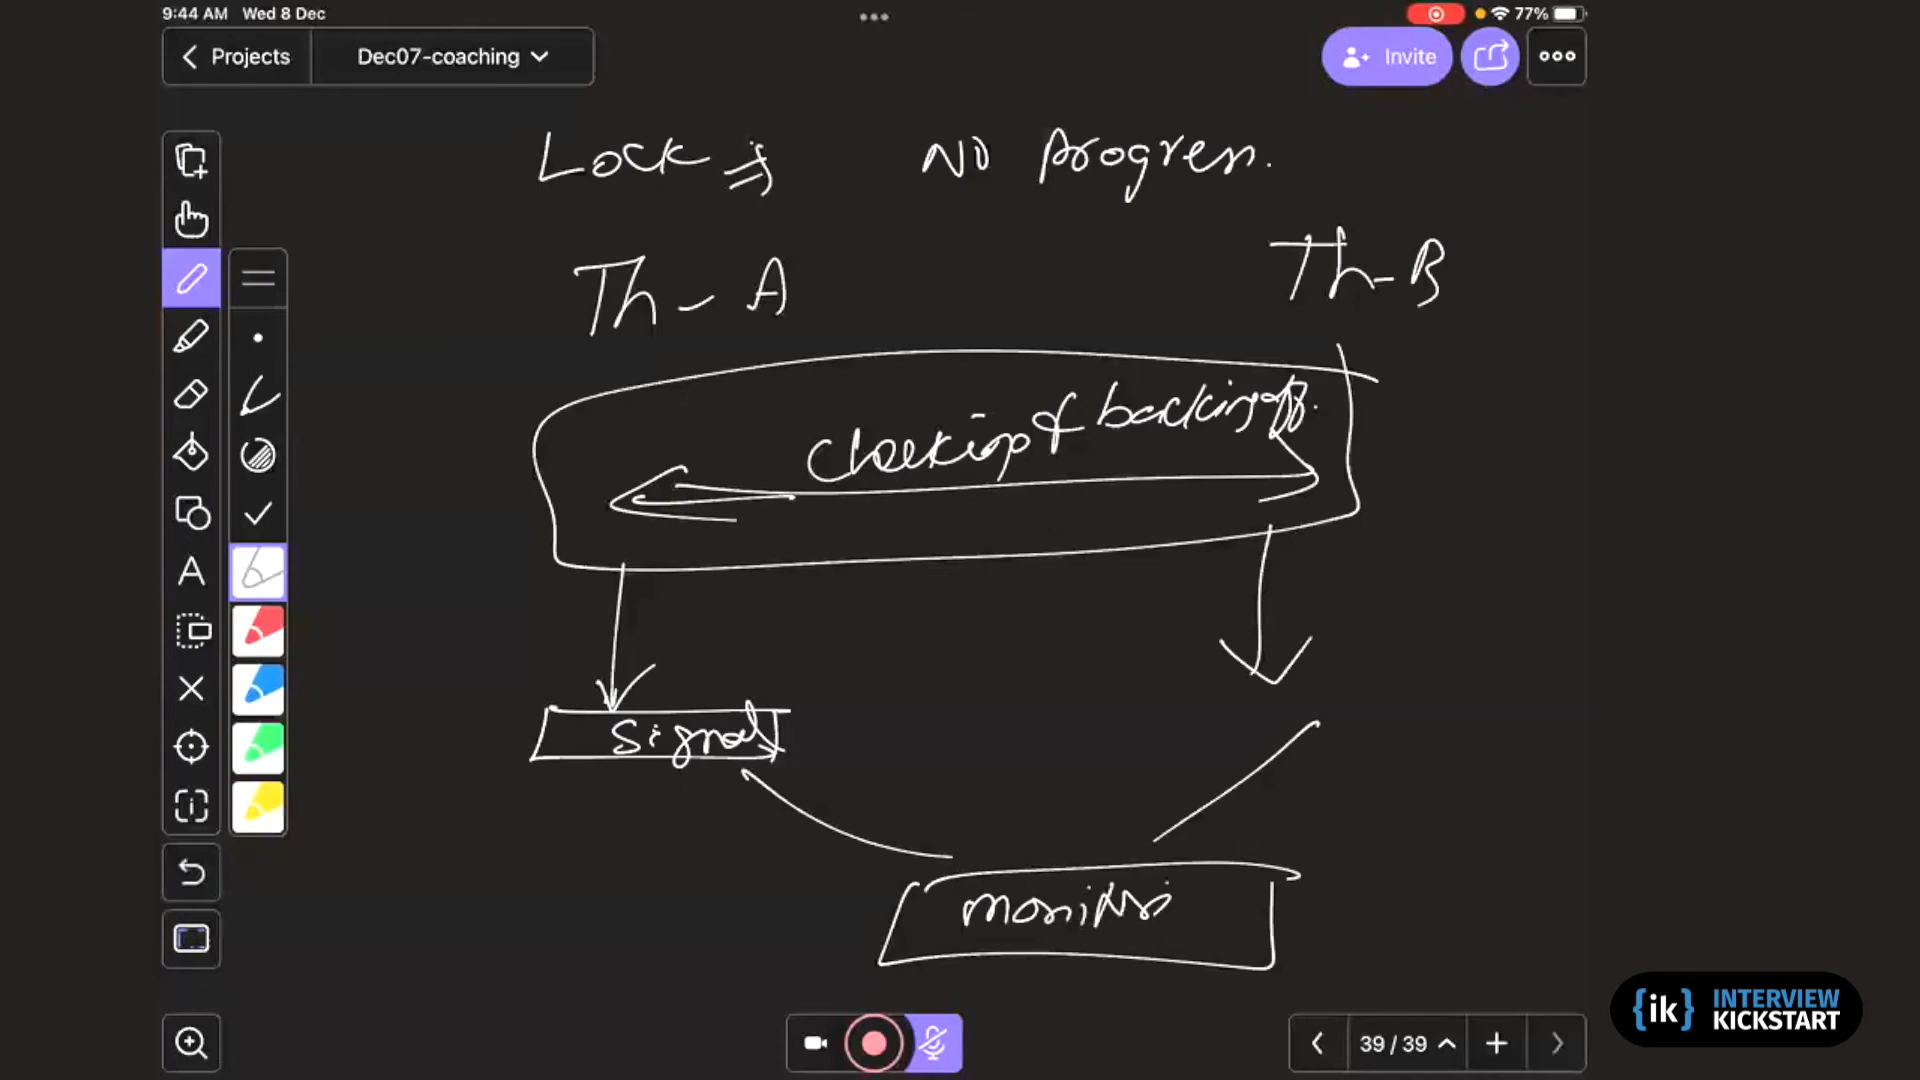 9:44 AM Wed 8 Dec
77%
Projects
Dec07-coaching
Invite
Lock ⇒ NO Progress.
Th-A
Th-B
Checking & backing off.
Signal
monitor
39 / 39
{ik} INTERVIEW
KICKSTART